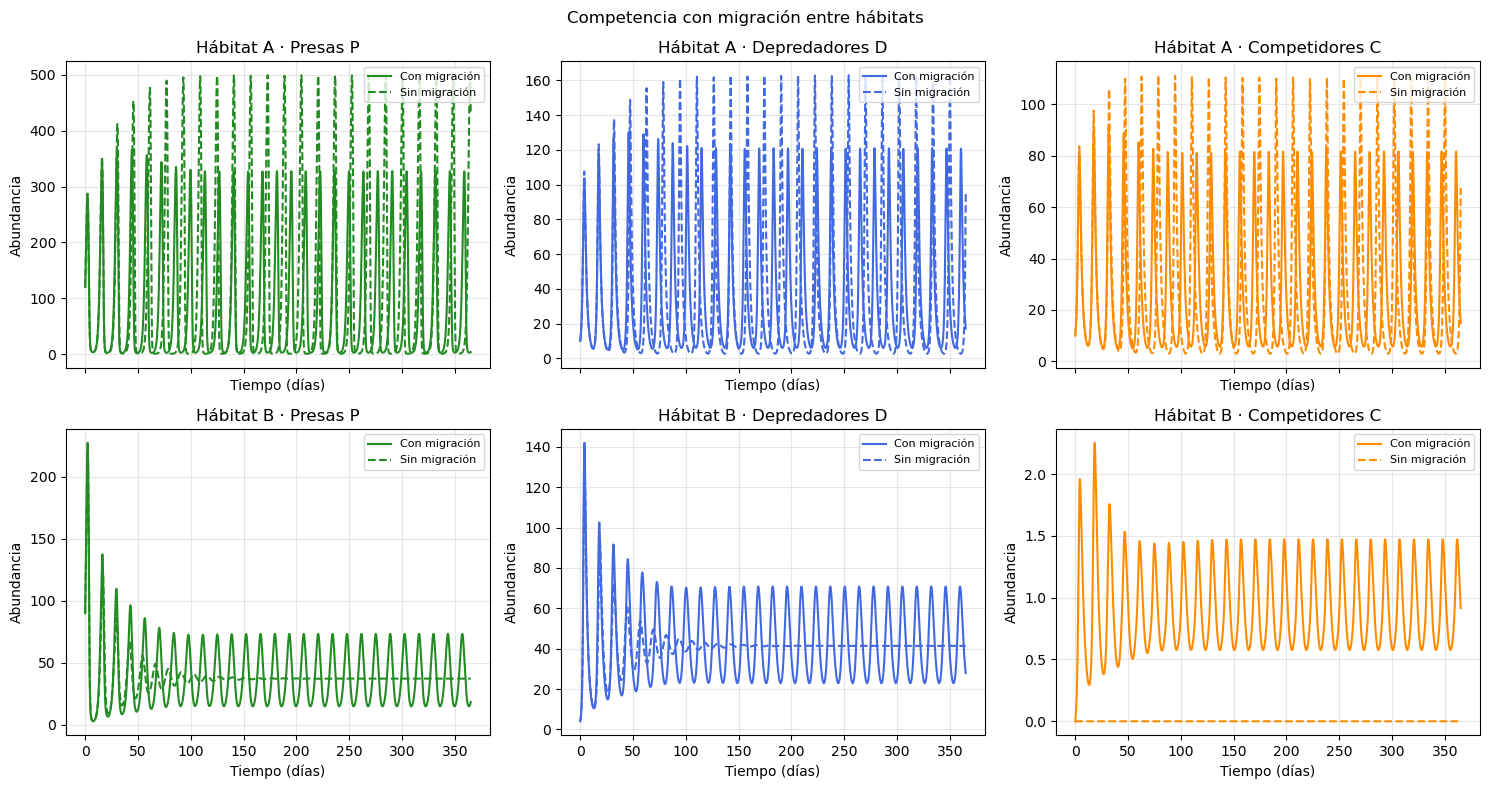 Competencia con migración entre hábitats
Hábitat A · Presas P
500
400
300
200
100
0
Abundancia
Tiempo (días)
Con migración
Sin migración
Hábitat A · Depredadores D
160
140
120
100
80
60
40
20
0
Abundancia
Tiempo (días)
Con migración
Sin migración
Hábitat A · Competidores C
100
80
60
40
20
0
Abundancia
Tiempo (días)
Con migración
Sin migración
Hábitat B · Presas P
200
150
100
50
0
Abundancia
0 50 100 150 200 250 300 350
Tiempo (días)
Con migración
Sin migración
Hábitat B · Depredadores D
140
120
100
80
60
40
20
0
Abundancia
0 50 100 150 200 250 300 350
Tiempo (días)
Con migración
Sin migración
Hábitat B · Competidores C
2.0
1.5
1.0
0.5
0.0
Abundancia
0 50 100 150 200 250 300 350
Tiempo (días)
Con migración
Sin migración